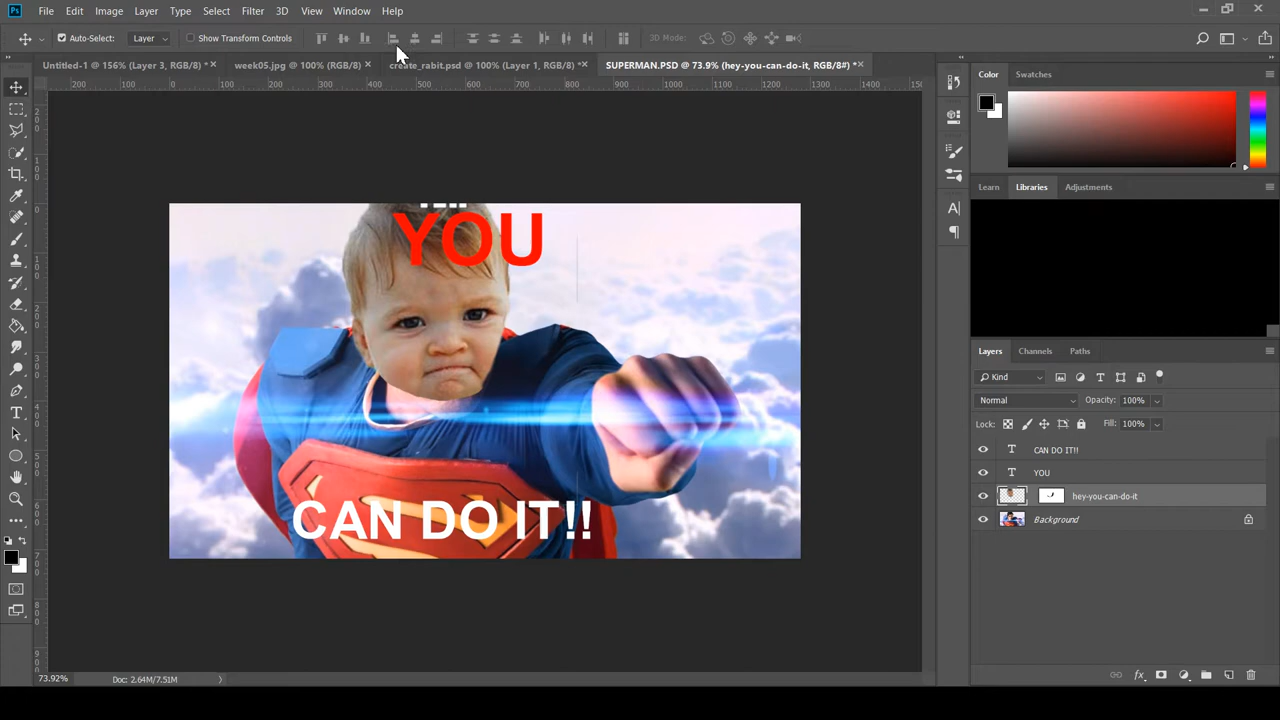 Ps File Edit Image Layer Type Select Filter 3D View Window Help
Auto-Select: Layer Show Transform Controls 3D Mode:
Untitled-1 @ 156% (Layer 3, RGB/8) * week05.jpg @ 100% (RGB/8) create_rabit.psd @ 100% (Layer 1, RGB/8) * SUPERMAN.PSD @ 73.9% (hey-you-can-do-it, RGB/8#) *
200 100 0 100 200 300 400 500 600 700 800 900 1000 1100 1200 1300 1400
Color Swatches
Learn Libraries Adjustments
YOU
CAN DO IT!!
Layers Channels Paths
Kind
Normal Opacity: 100%
Lock: Fill: 100%
T CAN DO IT!!
T YOU
hey-you-can-do-it
Background
73.92% Doc: 2.64M/7.51M